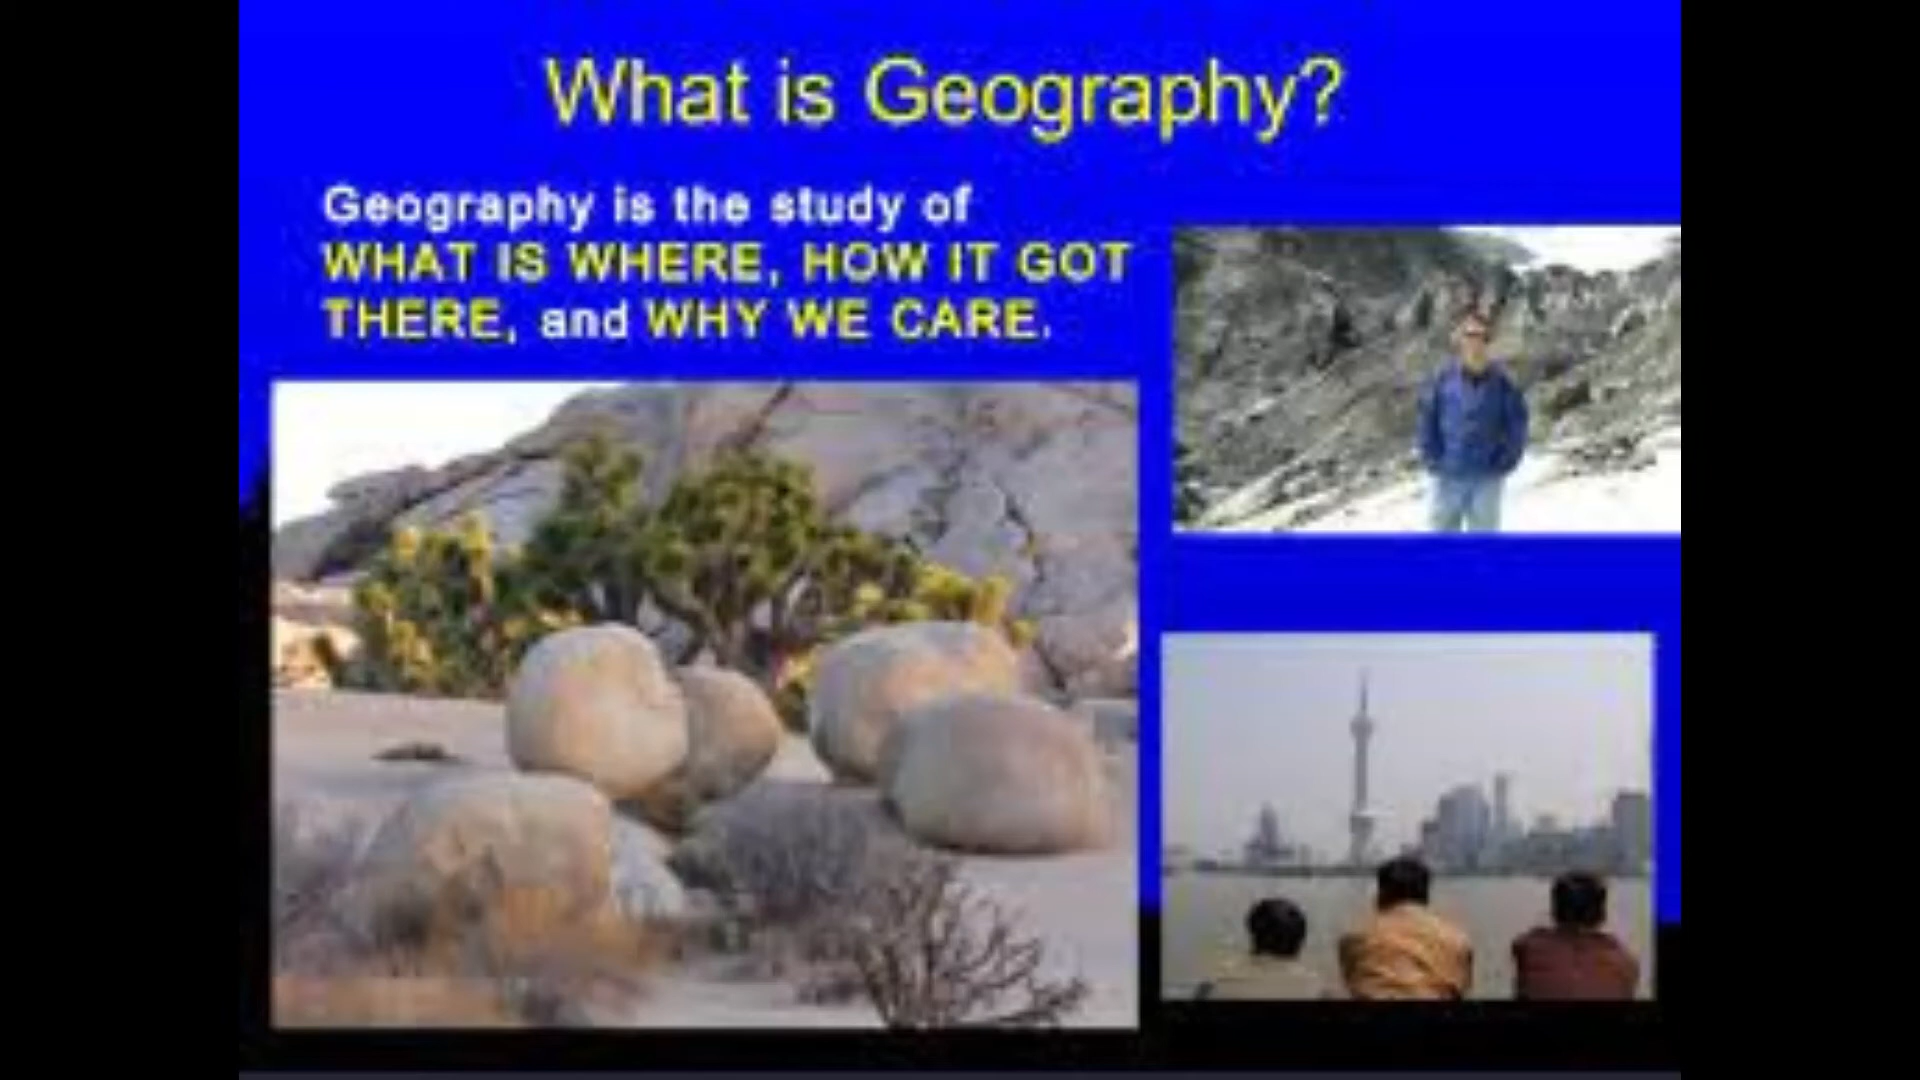 What is Geography?
Geography is the study of
WHAT IS WHERE, HOW IT GOT
THERE, and WHY WE CARE.